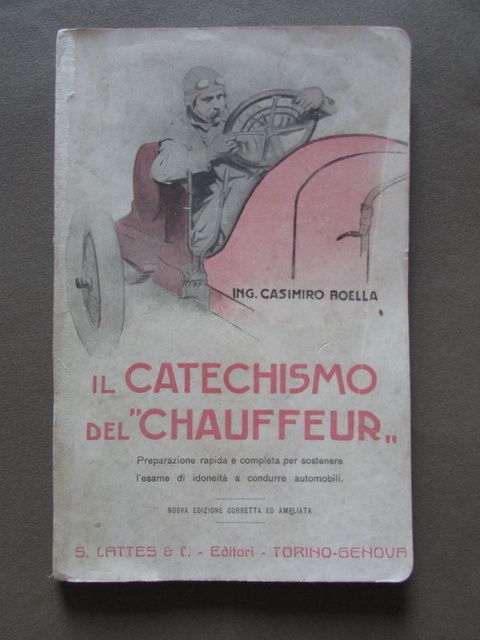 ING. CASIMIRO BOELLA
IL CATECHISMO
DEL "CHAUFFEUR„
Preparazione rapida e completa per sostenere
l'esame di idoneità a condurre automobili.
NUOVA EDIZIONE CORRETTA ED AMPLIATA
S. LATTES & C. - Editori - TORINO-GENOVA